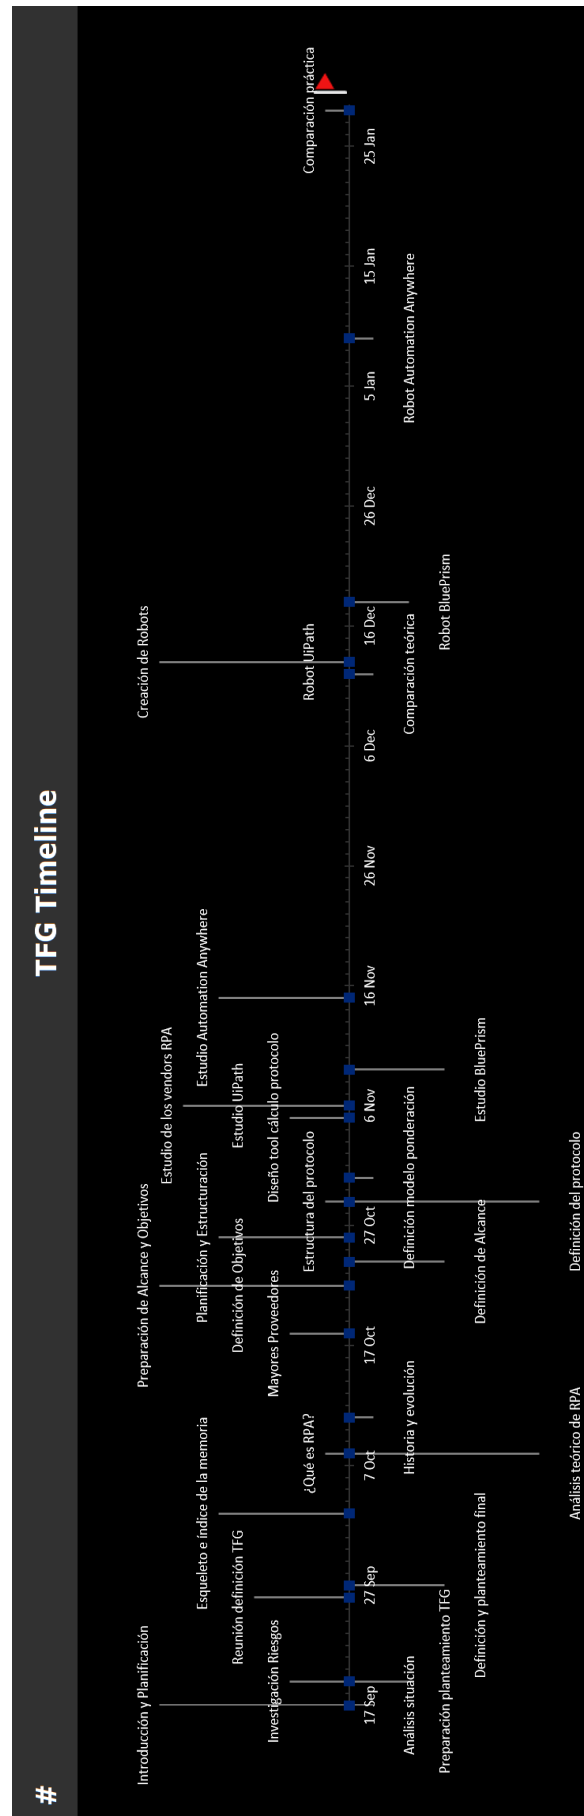 # TFG Timeline
Introducción y Planificación
Preparación de Alcance y Objetivos
Estudio de los vendors RPA
Creación de Robots
Esqueleto e índice de la memoria
Planificación y Estructuración
Estudio Automation Anywhere
Reunión definición TFG
Definición de Objetivos
Estudio UiPath
Investigación Riesgos
Mayores Proveedores
Diseño tool cálculo protocolo
¿Qué es RPA?
Estructura del protocolo
Robot UiPath
Comparación práctica
17 Sep
27 Sep
7 Oct
17 Oct
27 Oct
6 Nov
16 Nov
26 Nov
6 Dec
16 Dec
26 Dec
5 Jan
15 Jan
25 Jan
Análisis situación
Historia y evolución
Definición modelo ponderación
Comparación teórica
Robot Automation Anywhere
Preparación planteamiento TFG
Robot BluePrism
Definición y planteamiento final
Definición de Alcance
Estudio BluePrism
Análisis teórico de RPA
Definición del protocolo